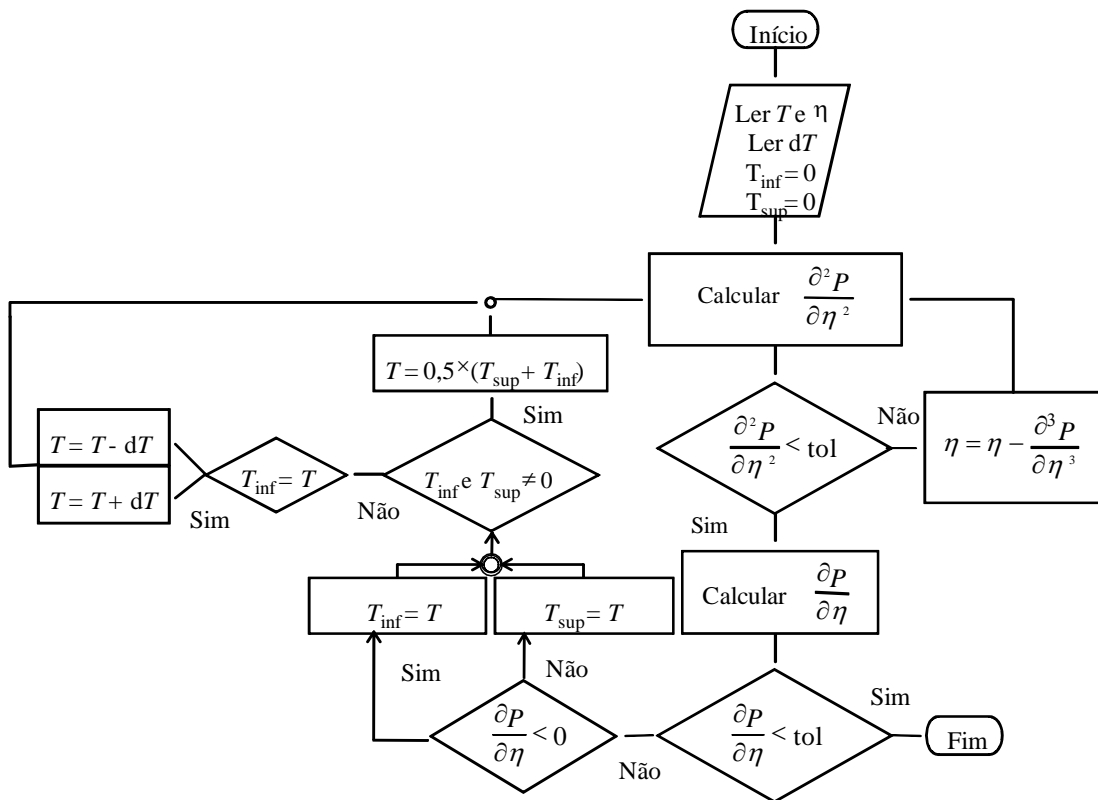 Início
Ler T e η
Ler dT
T_inf = 0
T_sup = 0
Calcular ∂²P/∂η²
∂²P/∂η² < tol
Não
η = η - ∂³P/∂η³
Sim
Calcular ∂P/∂η
∂P/∂η < tol
Sim
Fim
Não
∂P/∂η < 0
Sim
Não
T_inf = T
T_sup = T
T_inf e T_sup ≠ 0
Sim
T = 0,5×(T_sup + T_inf)
Não
T_inf = T
Sim
T = T - dT
T = T + dT